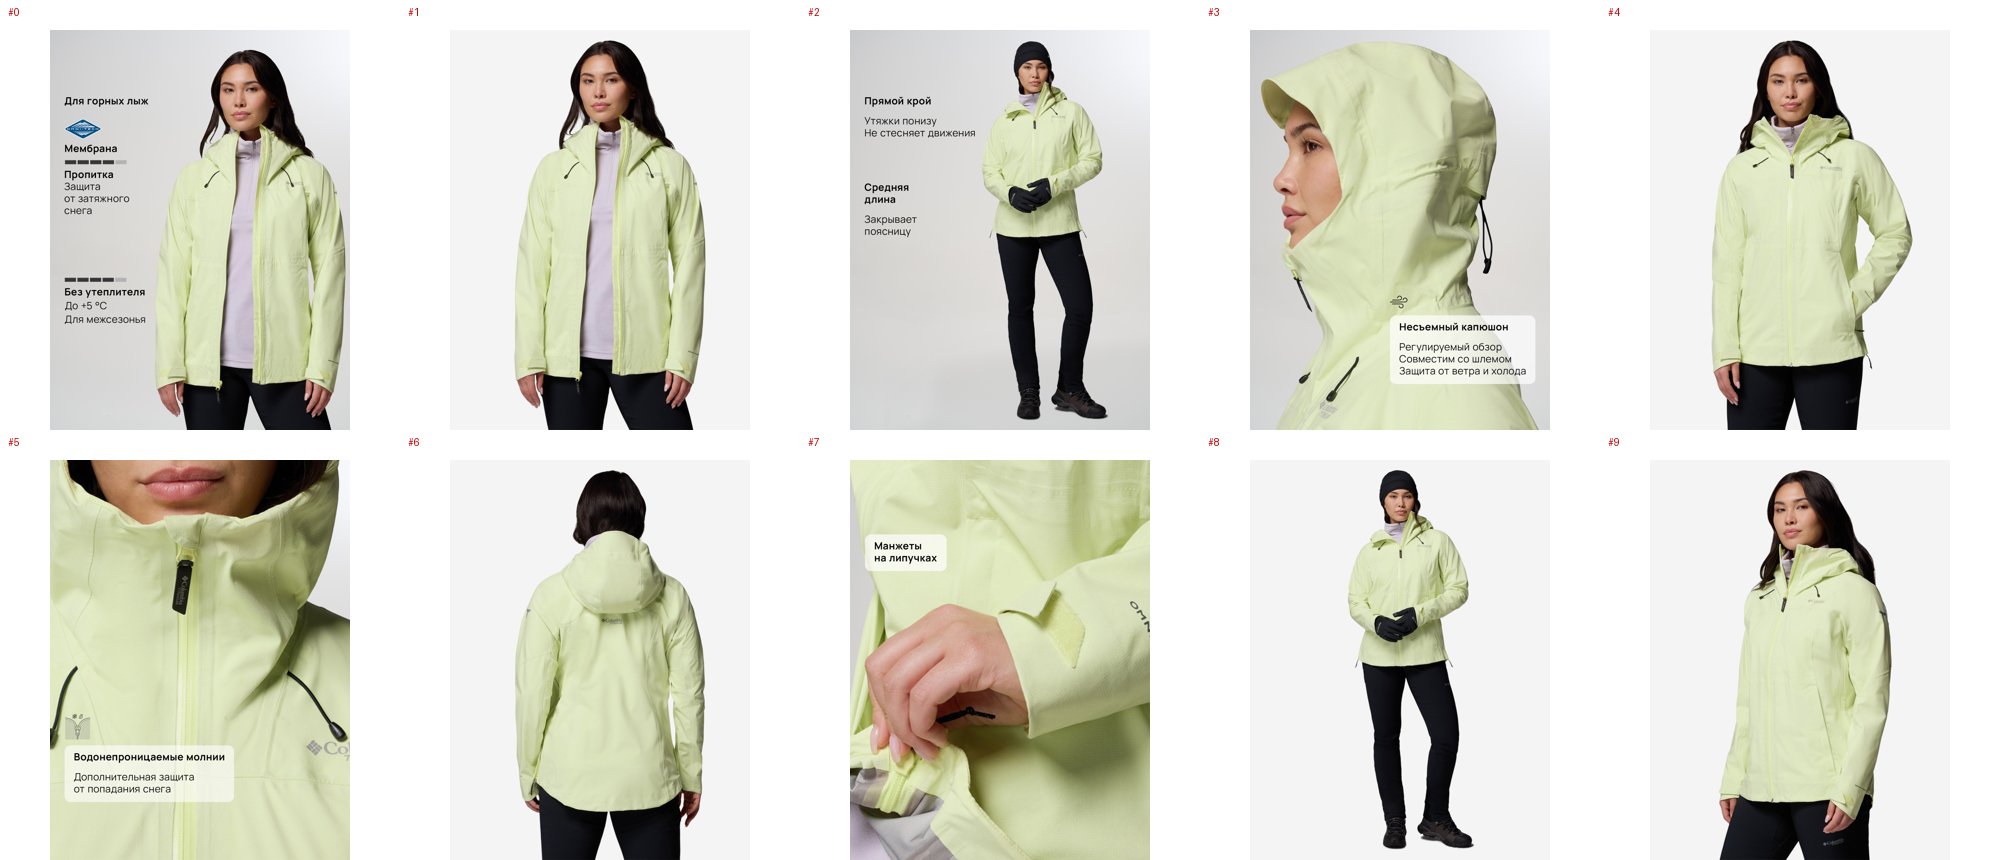 #0
Для горных лыж
Мембрана
Пропитка
Защита
от затяжного
снега
Без утеплителя
До +5 °C
Для межсезонья
#1
#2
Прямой крой
Утяжки понизу
Не стесняет движения
Средняя
длина
Закрывает
поясницу
#3
Несъемный капюшон
Регулируемый обзор
Совместим со шлемом
Защита от ветра и холода
#4
#5
Водонепроницаемые молнии
Дополнительная защита
от попадания снега
#6
#7
Манжеты
на липучках
#8
#9